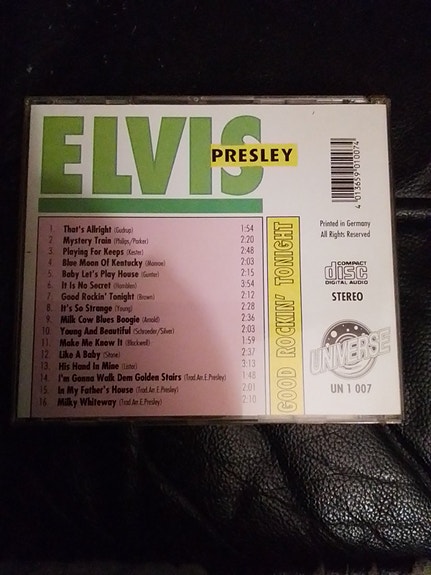 ELVIS
PRESLEY
1. That's Allright (Gudrup) 1:54
2. Mystery Train (Philips/Parker) 2:20
3. Playing For Keeps (Kesler) 2:48
4. Blue Moon Of Kentucky (Monroe) 2:03
5. Baby Let's Play House (Gunter) 2:15
6. It Is No Secret (Hamblen) 3:54
7. Good Rockin' Tonight (Brown) 2:12
8. It's So Strange (Young) 2:28
9. Milk Cow Blues Boogie (Arnold) 2:36
10. Young And Beautiful (Schroeder/Silver) 2:03
11. Make Me Know It (Blackwell) 1:59
12. Like A Baby (Stone) 2:37
13. His Hand In Mine (Lister) 3:13
14. I'm Gonna Walk Dem Golden Stairs (Trad.Arr.E.Presley) 1:48
15. In My Father's House (Trad.Arr.E.Presley) 2:01
16. Milky Whiteway (Trad.Arr.E.Presley) 2:10
GOOD ROCKIN' TONIGHT
4 013659 010074
Printed in Germany
All Rights Reserved
COMPACT
disc
DIGITAL AUDIO
STEREO
UNIVERSE
UN 1 007